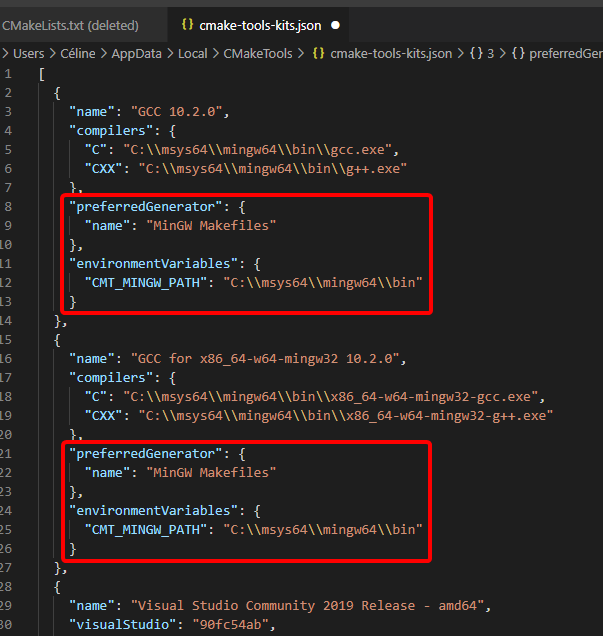 CMakeLists.txt (deleted)
{} cmake-tools-kits.json ●
> Users > Céline > AppData > Local > CMakeTools > {} cmake-tools-kits.json > {} 3 > {} preferredGer
1 [
2 {
3 "name": "GCC 10.2.0",
4 "compilers": {
5 "C": "C:\\msys64\\mingw64\\bin\\gcc.exe",
6 "CXX": "C:\\msys64\\mingw64\\bin\\g++.exe"
7 },
8 "preferredGenerator": {
9 "name": "MinGW Makefiles"
10 },
11 "environmentVariables": {
12 "CMT_MINGW_PATH": "C:\\msys64\\mingw64\\bin"
13 }
14 },
15 {
16 "name": "GCC for x86_64-w64-mingw32 10.2.0",
17 "compilers": {
18 "C": "C:\\msys64\\mingw64\\bin\\x86_64-w64-mingw32-gcc.exe",
19 "CXX": "C:\\msys64\\mingw64\\bin\\x86_64-w64-mingw32-g++.exe"
20 },
21 "preferredGenerator": {
22 "name": "MinGW Makefiles"
23 },
24 "environmentVariables": {
25 "CMT_MINGW_PATH": "C:\\msys64\\mingw64\\bin"
26 }
27 },
28 {
29 "name": "Visual Studio Community 2019 Release - amd64",
30 "visualStudio": "90fc54ab",